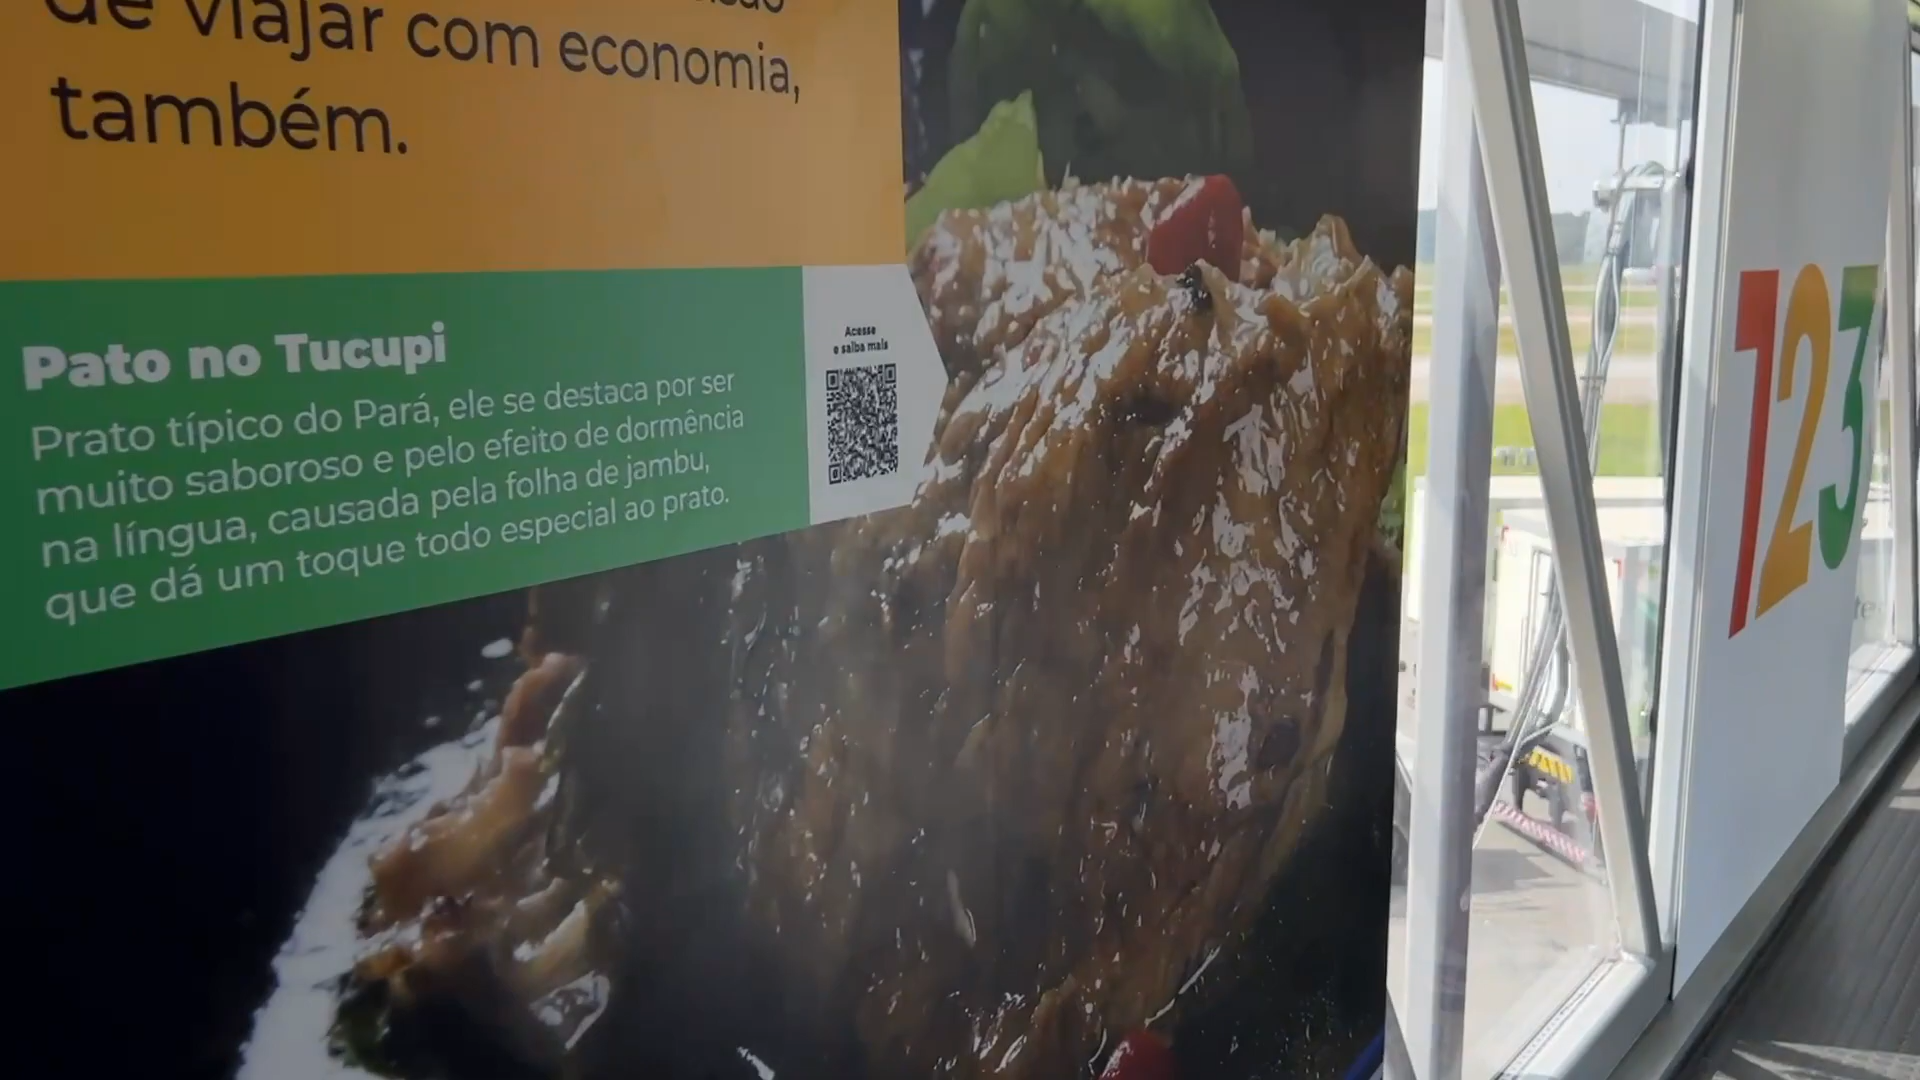 de viajar com economia,
também.
Pato no Tucupi
Prato típico do Pará, ele se destaca por ser
muito saboroso e pelo efeito de dormência
na língua, causada pela folha de jambu,
que dá um toque todo especial ao prato.
Acesse
e saiba mais
123